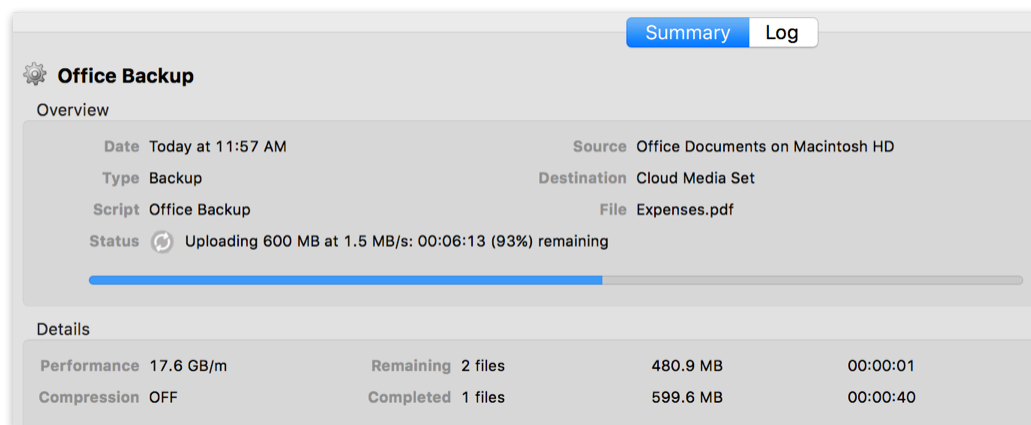 Summary Log
Office Backup
Overview
Date Today at 11:57 AM Source Office Documents on Macintosh HD
Type Backup Destination Cloud Media Set
Script Office Backup File Expenses.pdf
Status Uploading 600 MB at 1.5 MB/s: 00:06:13 (93%) remaining
Details
Performance 17.6 GB/m Remaining 2 files 480.9 MB 00:00:01
Compression OFF Completed 1 files 599.6 MB 00:00:40